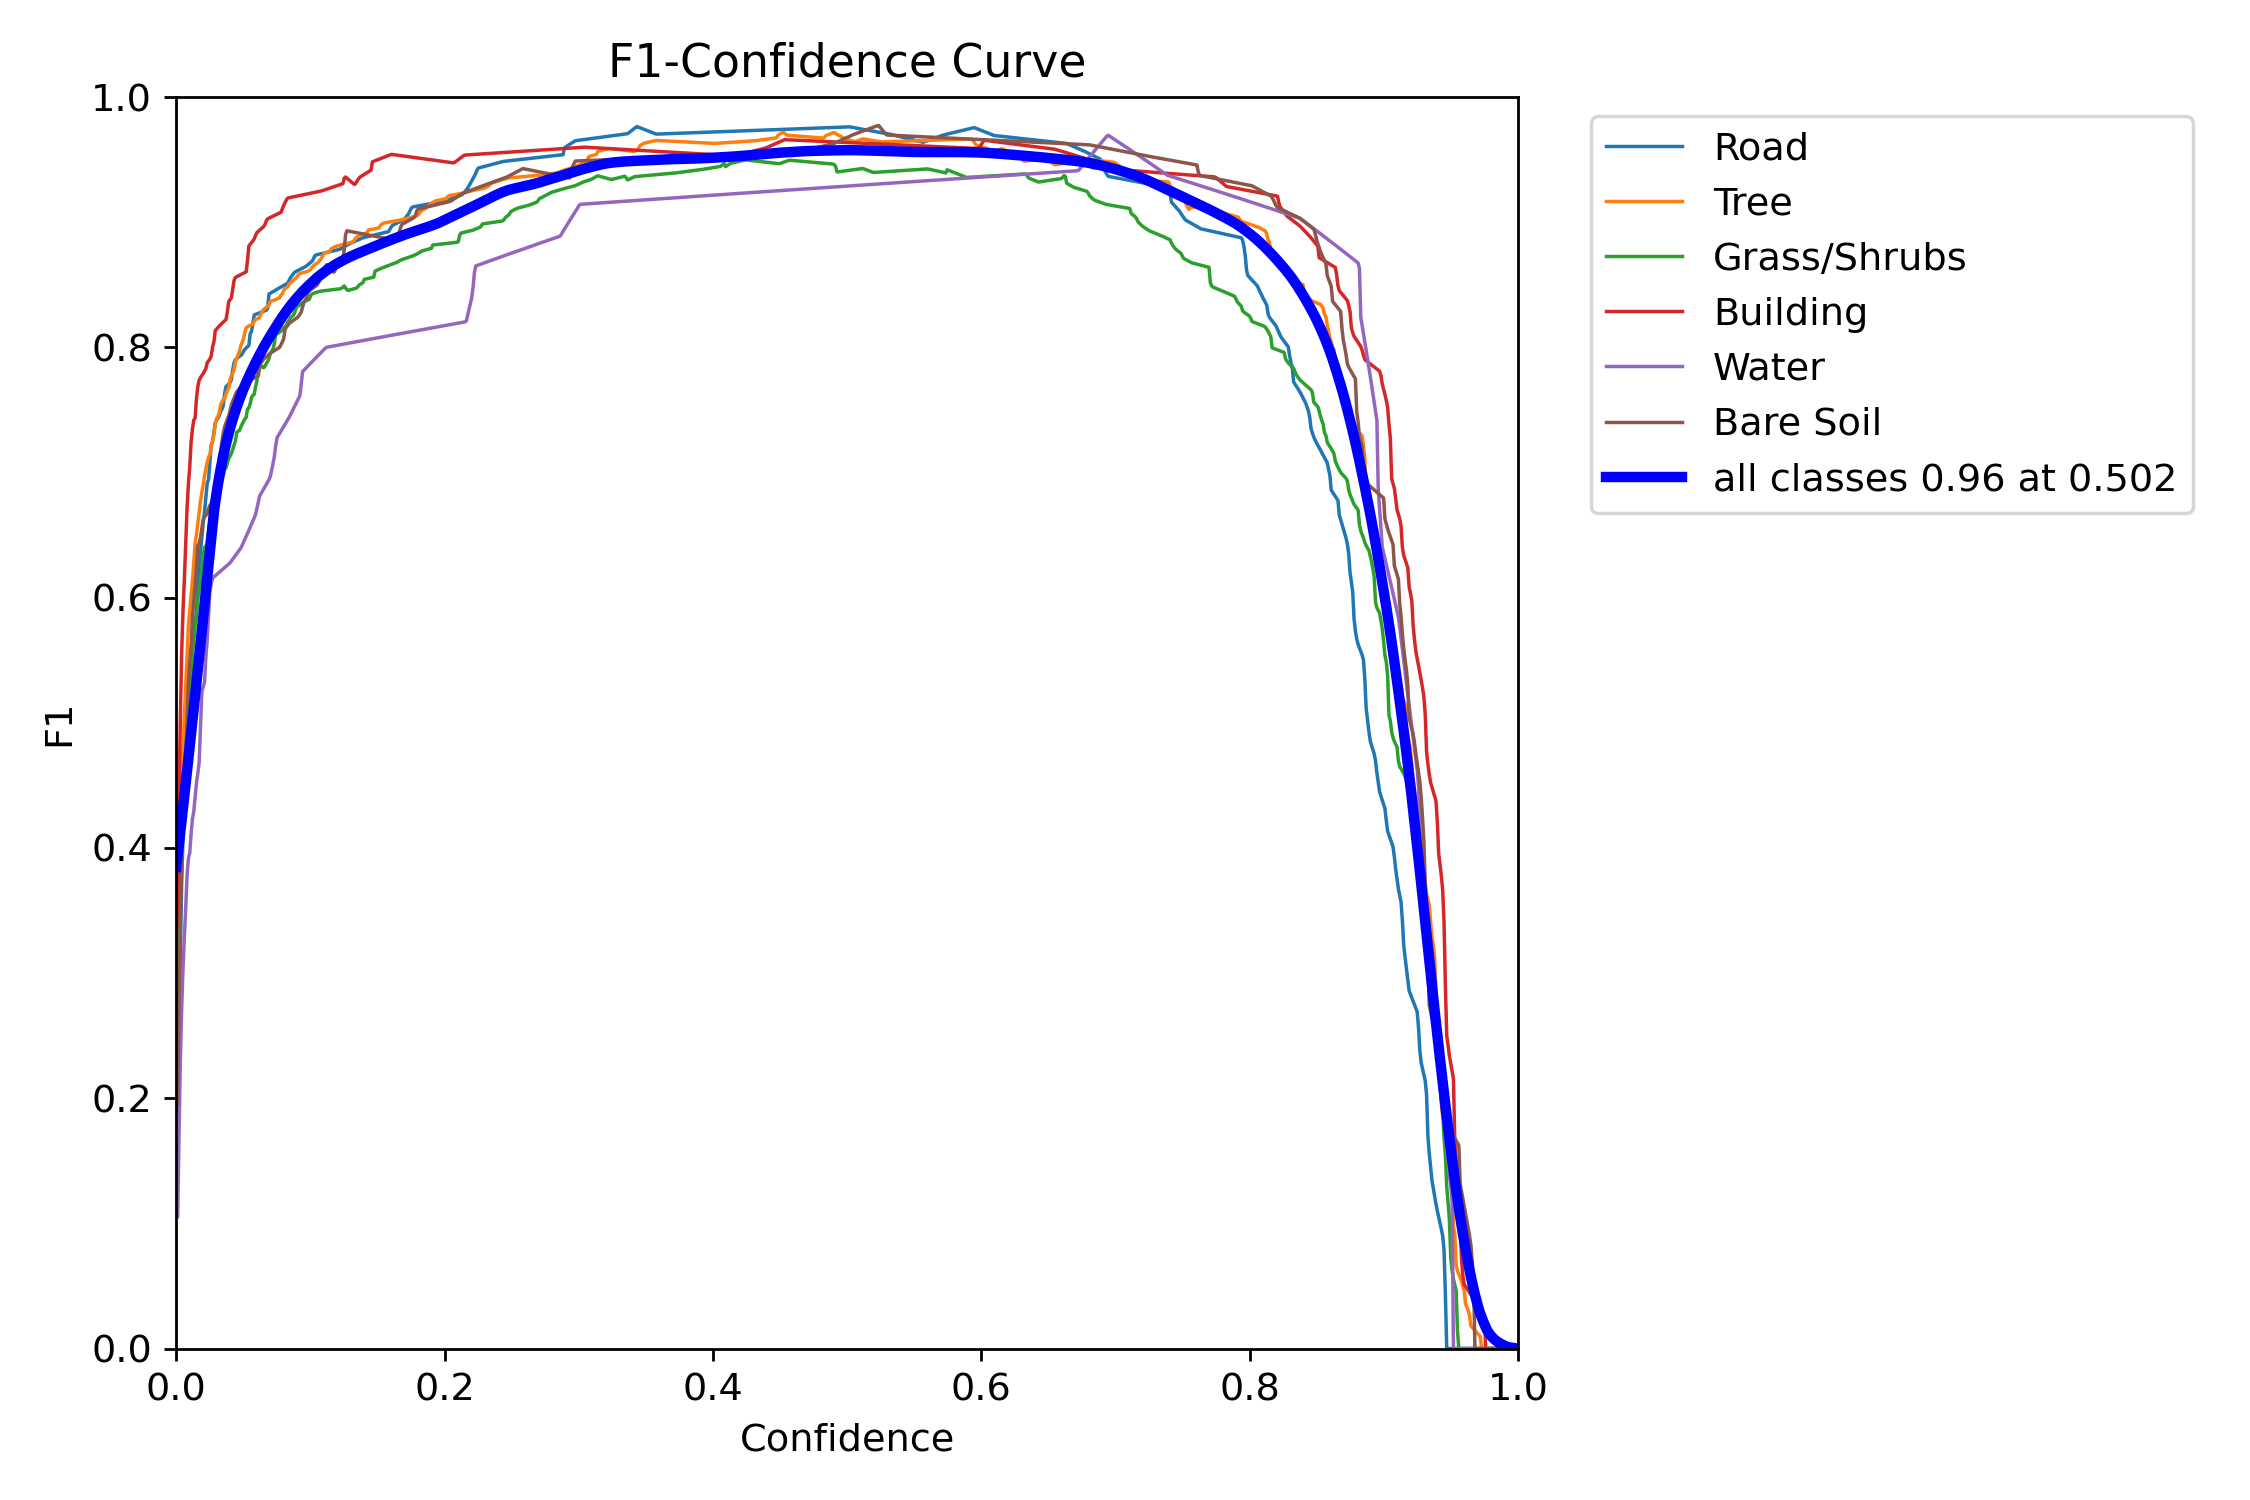 F1-Confidence Curve
1.0
0.8
0.6
0.4
0.2
0.0
F1
0.0 0.2 0.4 0.6 0.8 1.0
Confidence
Road
Tree
Grass/Shrubs
Building
Water
Bare Soil
all classes 0.96 at 0.502